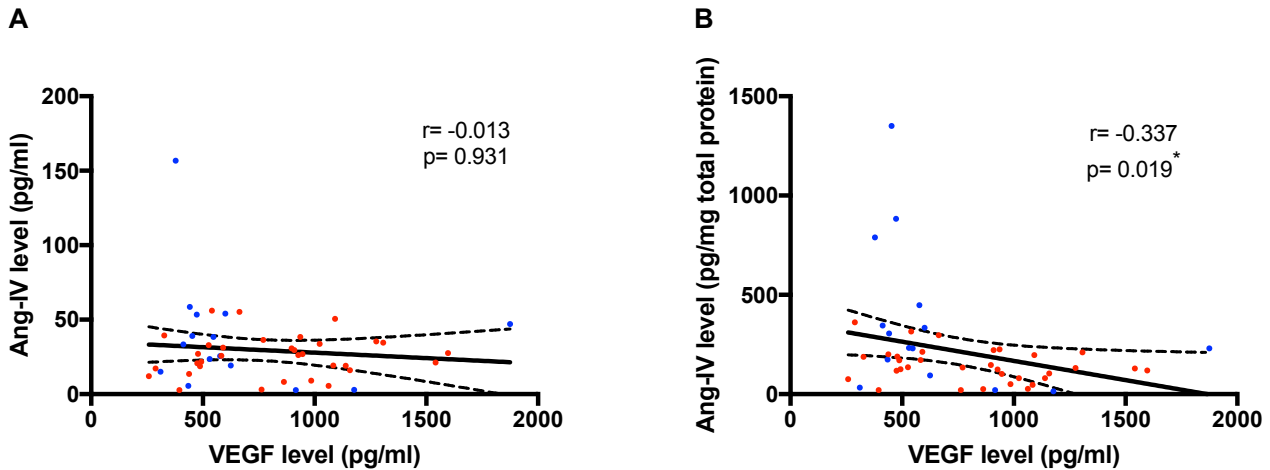 A
Ang-IV level (pg/ml)
200
150
100
50
0
0
500
1000
1500
2000
VEGF level (pg/ml)
r= -0.013
p= 0.931
B
Ang-IV level (pg/mg total protein)
1500
1000
500
0
0
500
1000
1500
2000
VEGF level (pg/ml)
r= -0.337
p= 0.019*